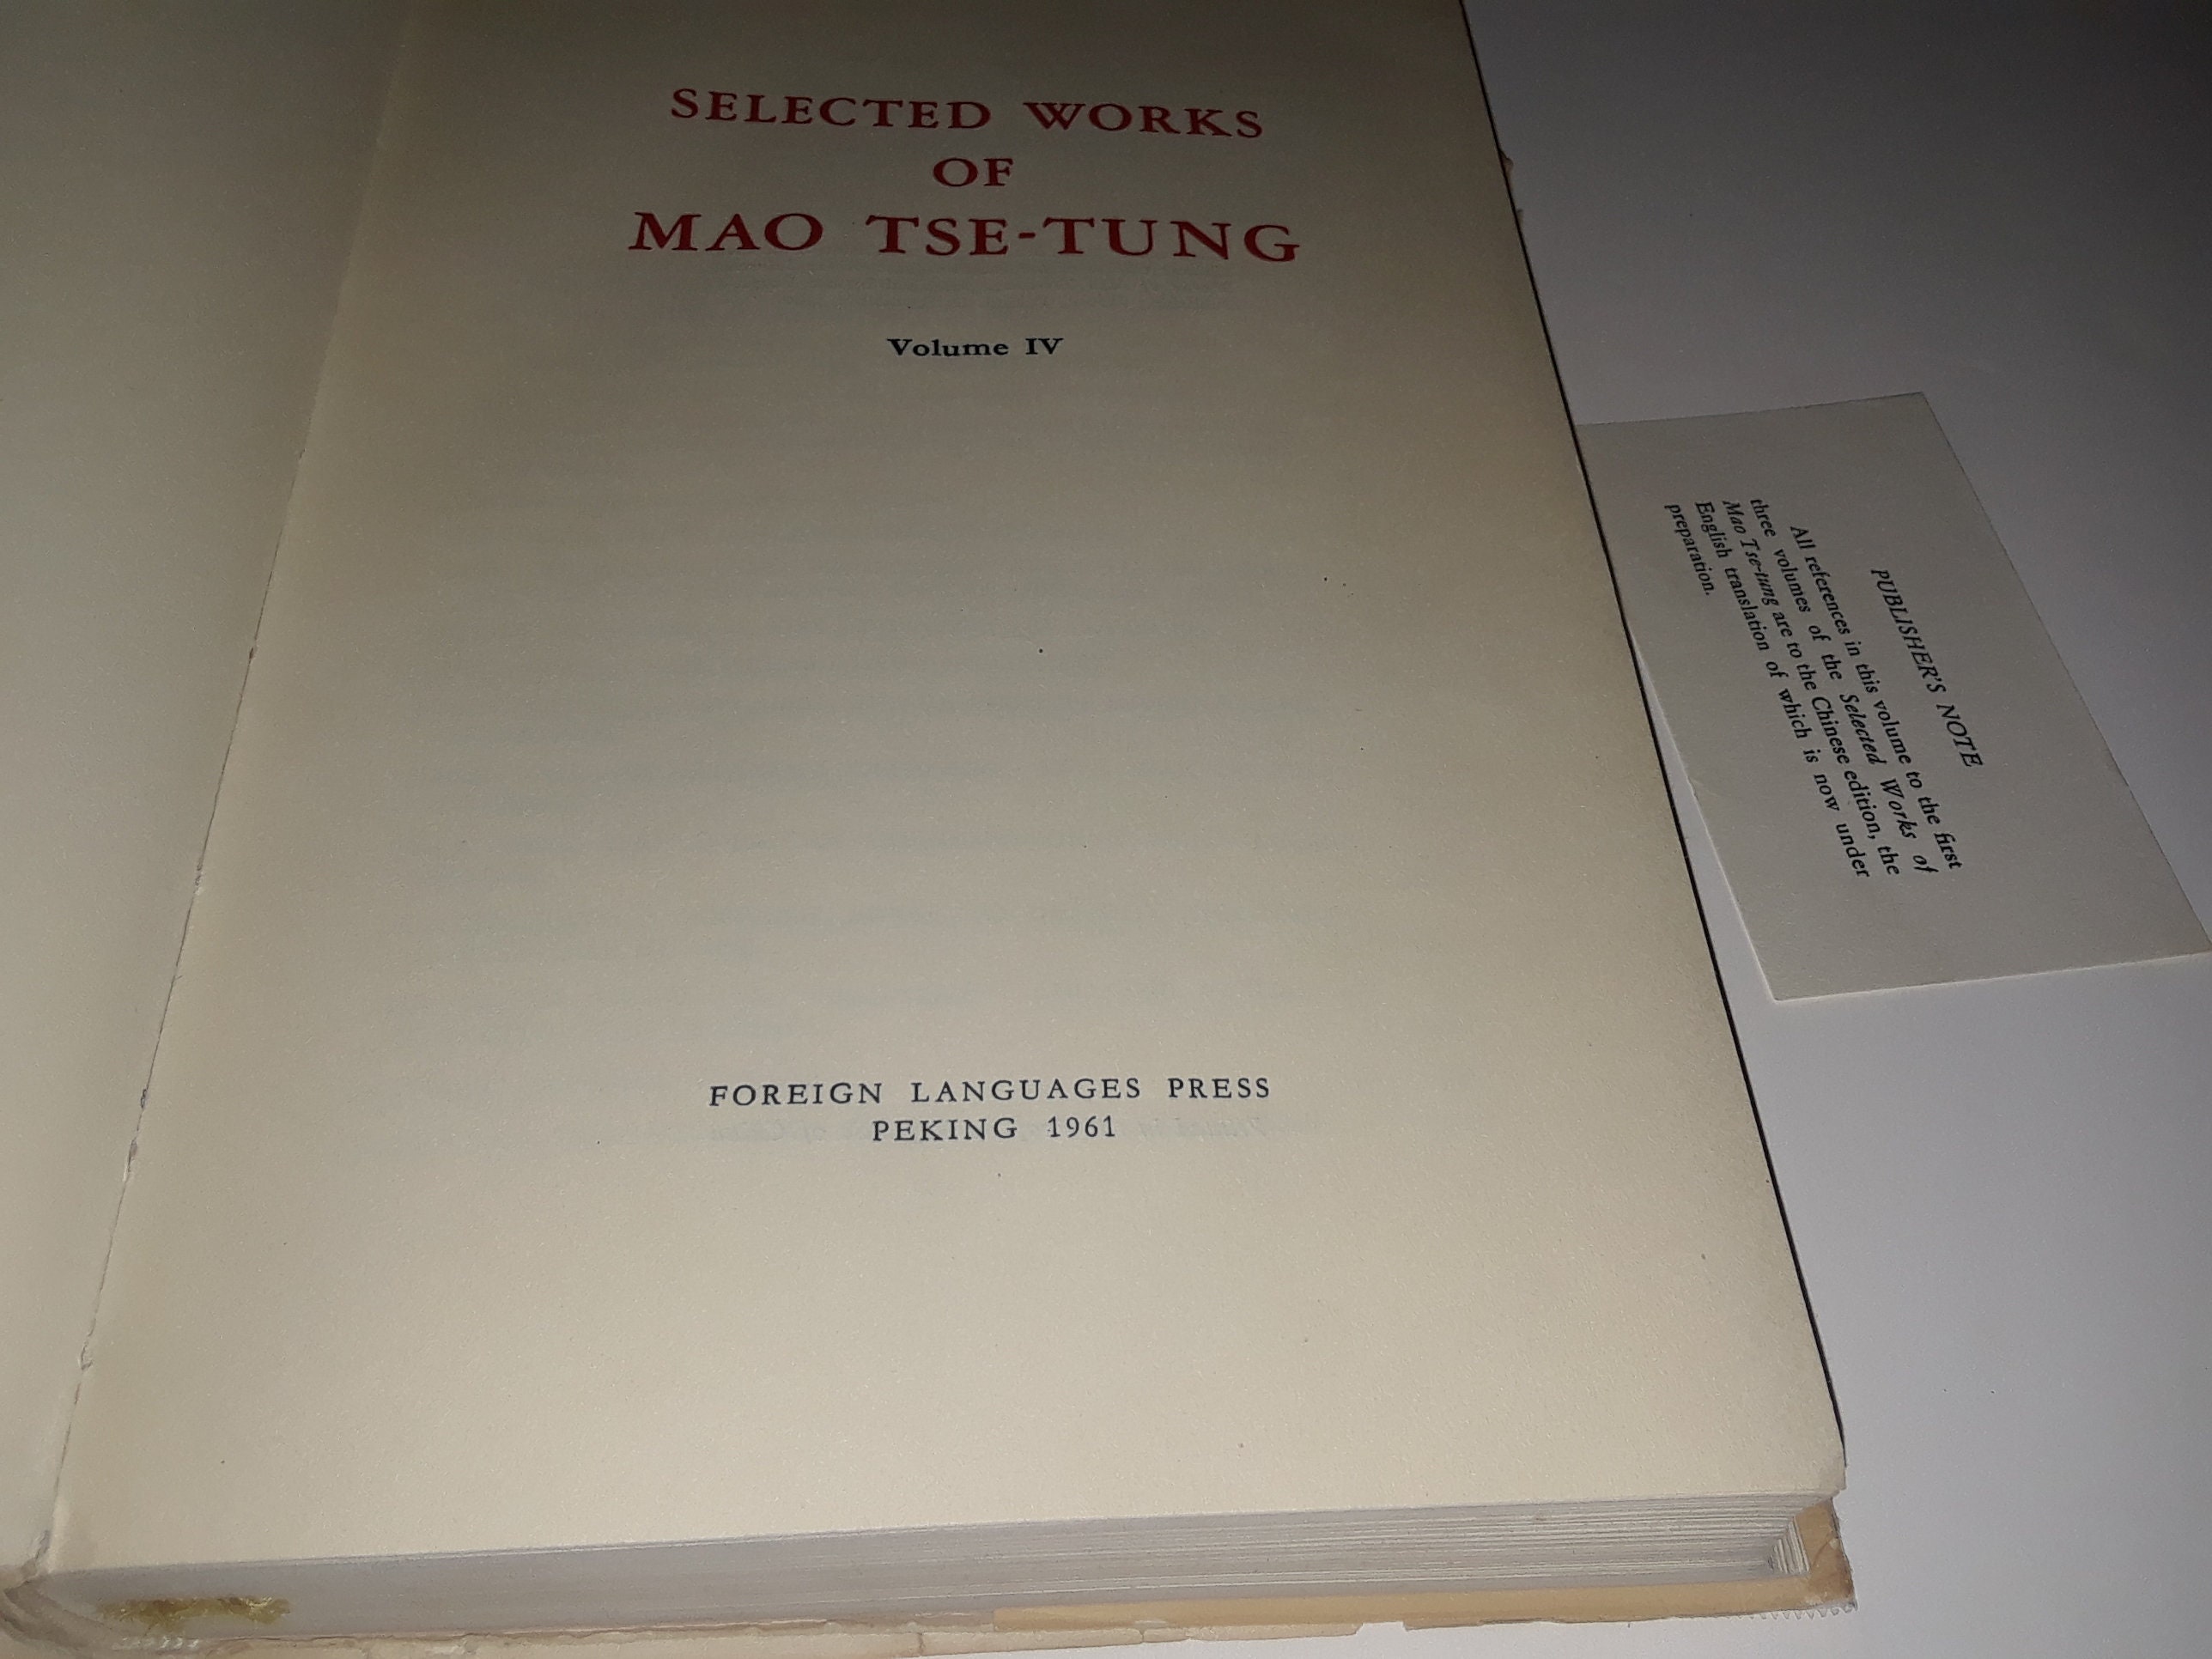 SELECTED WORKS
OF
MAO TSE-TUNG
Volume IV
FOREIGN LANGUAGES PRESS
PEKING 1961
PUBLISHER'S NOTE
All references in this volume to the first
three volumes of the Selected Works of
Mao Tse-tung are to the Chinese edition, the
English translation of which is now under
preparation.